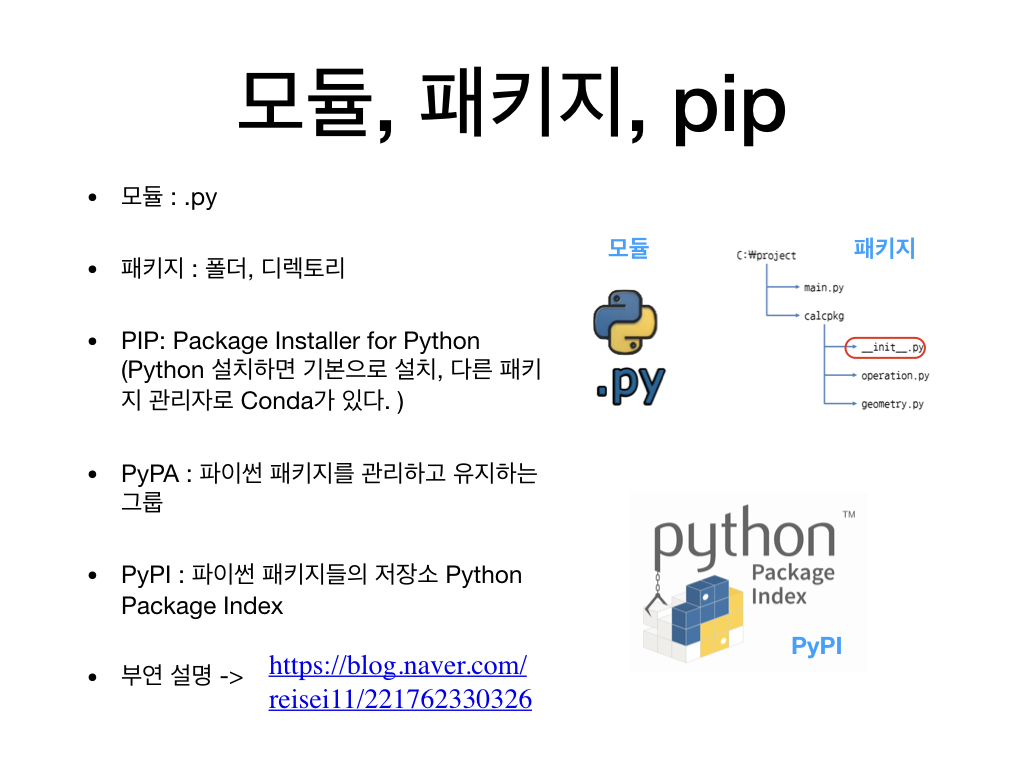 모듈, 패키지, pip
• 모듈 : .py
• 패키지 : 폴더, 디렉토리
• PIP: Package Installer for Python
(Python 설치하면 기본으로 설치, 다른 패키
지 관리자로 Conda가 있다. )
• PyPA : 파이썬 패키지를 관리하고 유지하는
그룹
• PyPI : 파이썬 패키지들의 저장소 Python
Package Index
• 부연 설명 ->
https://blog.naver.com/
reisei11/221762330326
모듈
.py
패키지
C:₩project
main.py
calcpkg
__init__.py
operation.py
geometry.py
python™
Package
Index
PyPI